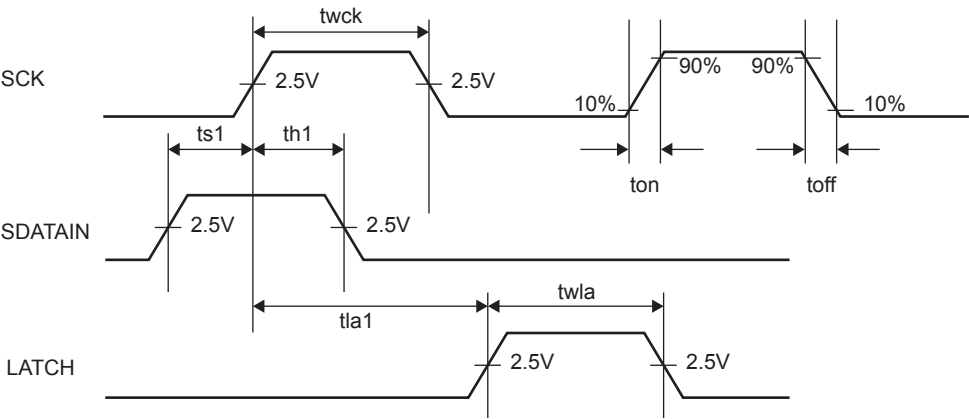 twck
SCK
2.5V
2.5V
90%
90%
10%
10%
ts1
th1
ton
toff
SDATAIN
2.5V
2.5V
twla
tla1
LATCH
2.5V
2.5V